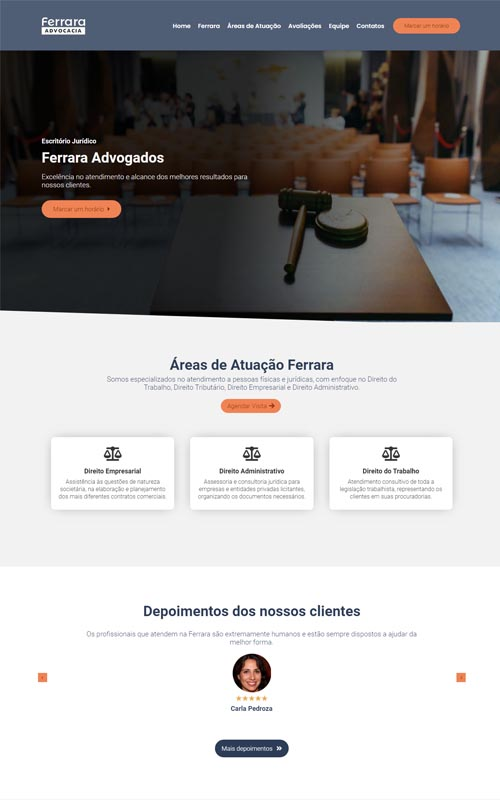 Ferrara
ADVOCACIA
Home Ferrara Áreas de Atuação Avaliações Equipe Contatos Marcar um horário
Escritório Jurídico
Ferrara Advogados
Excelência no atendimento e alcance dos melhores resultados para
nossos clientes.
Marcar um horário
Áreas de Atuação Ferrara
Somos especializados no atendimento a pessoas físicas e jurídicas, com enfoque no Direito do
Trabalho, Direito Tributário, Direito Empresarial e Direito Administrativo.
Agendar Visita
Direito Empresarial
Assistência às questões de natureza
societária, na elaboração e planejamento
dos mais diferentes contratos comerciais.
Direito Administrativo
Assessoria e consultoria jurídica para
empresas e entidades privadas licitantes,
organizando os documentos necessários.
Direito do Trabalho
Atendimento consultivo de toda a
legislação trabalhista, representando os
clientes em suas procuradorias.
Depoimentos dos nossos clientes
Os profissionais que atendem na Ferrara são extremamente humanos e estão sempre dispostos a ajudar da
melhor forma.
Carla Pedroza
Mais depoimentos